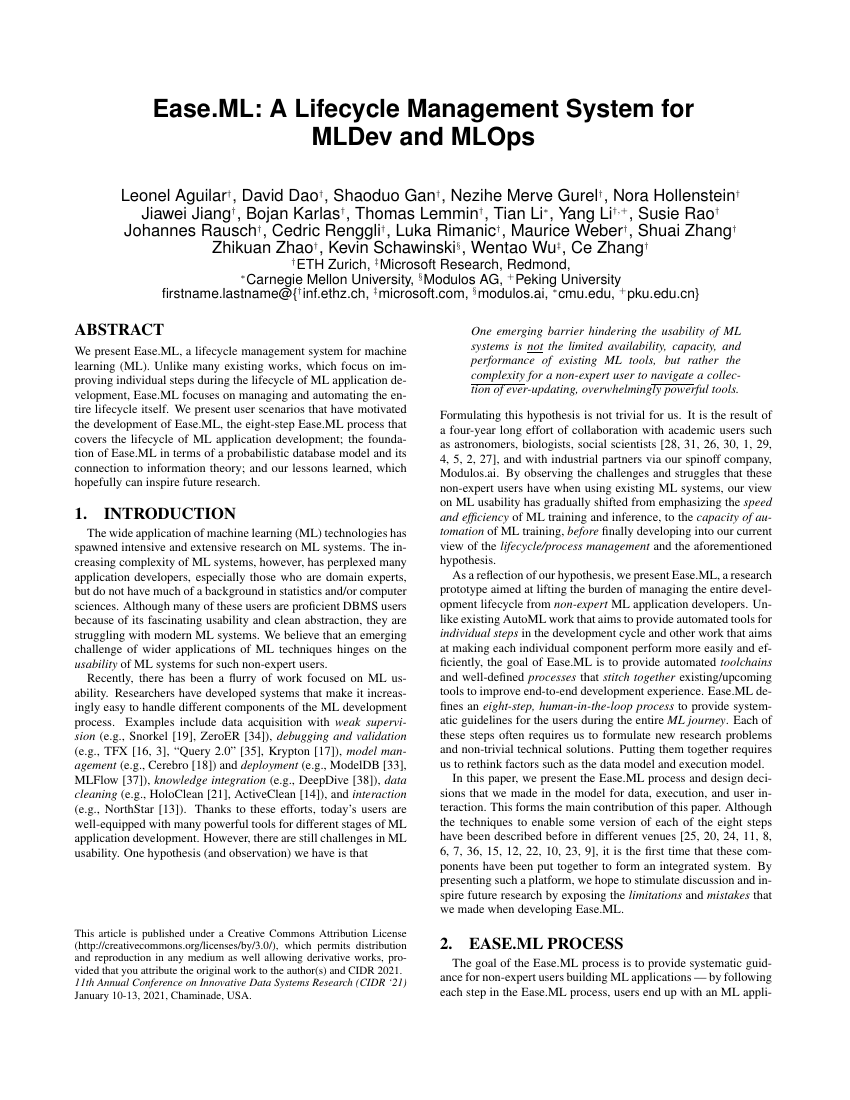 Ease.ML: A Lifecycle Management System for
MLDev and MLOps
Leonel Aguilar†, David Dao†, Shaoduo Gan†, Nezihe Merve Gurel†, Nora Hollenstein†
Jiawei Jiang†, Bojan Karlas†, Thomas Lemmin†, Tian Li*, Yang Li†,+, Susie Rao†
Johannes Rausch†, Cedric Renggli†, Luka Rimanic†, Maurice Weber†, Shuai Zhang†
Zhikuan Zhao†, Kevin Schawinski§, Wentao Wu‡, Ce Zhang†
†ETH Zurich, ‡Microsoft Research, Redmond,
*Carnegie Mellon University, §Modulos AG, +Peking University
firstname.lastname@{†inf.ethz.ch, ‡microsoft.com, §modulos.ai, *cmu.edu, +pku.edu.cn}
ABSTRACT
We present Ease.ML, a lifecycle management system for machine
learning (ML). Unlike many existing works, which focus on im-
proving individual steps during the lifecycle of ML application de-
velopment, Ease.ML focuses on managing and automating the en-
tire lifecycle itself. We present user scenarios that have motivated
the development of Ease.ML, the eight-step Ease.ML process that
covers the lifecycle of ML application development; the founda-
tion of Ease.ML in terms of a probabilistic database model and its
connection to information theory; and our lessons learned, which
hopefully can inspire future research.
1. INTRODUCTION
The wide application of machine learning (ML) technologies has
spawned intensive and extensive research on ML systems. The in-
creasing complexity of ML systems, however, has perplexed many
application developers, especially those who are domain experts,
but do not have much of a background in statistics and/or computer
sciences. Although many of these users are proficient DBMS users
because of its fascinating usability and clean abstraction, they are
struggling with modern ML systems. We believe that an emerging
challenge of wider applications of ML techniques hinges on the
usability of ML systems for such non-expert users.
Recently, there has been a flurry of work focused on ML us-
ability. Researchers have developed systems that make it increas-
ingly easy to handle different components of the ML development
process. Examples include data acquisition with weak supervi-
sion (e.g., Snorkel [19], ZeroER [34]), debugging and validation
(e.g., TFX [16, 3], “Query 2.0” [35], Krypton [17]), model man-
agement (e.g., Cerebro [18]) and deployment (e.g., ModelDB [33],
MLFlow [37]), knowledge integration (e.g., DeepDive [38]), data
cleaning (e.g., HoloClean [21], ActiveClean [14]), and interaction
(e.g., NorthStar [13]). Thanks to these efforts, today’s users are
well-equipped with many powerful tools for different stages of ML
application development. However, there are still challenges in ML
usability. One hypothesis (and observation) we have is that
This article is published under a Creative Commons Attribution License
(http://creativecommons.org/licenses/by/3.0/), which permits distribution
and reproduction in any medium as well allowing derivative works, pro-
vided that you attribute the original work to the author(s) and CIDR 2021.
11th Annual Conference on Innovative Data Systems Research (CIDR ‘21)
January 10-13, 2021, Chaminade, USA.
One emerging barrier hindering the usability of ML
systems is not the limited availability, capacity, and
performance of existing ML tools, but rather the
complexity for a non-expert user to navigate a collec-
tion of ever-updating, overwhelmingly powerful tools.
Formulating this hypothesis is not trivial for us. It is the result of
a four-year long effort of collaboration with academic users such
as astronomers, biologists, social scientists [28, 31, 26, 30, 1, 29,
4, 5, 2, 27], and with industrial partners via our spinoff company,
Modulos.ai. By observing the challenges and struggles that these
non-expert users have when using existing ML systems, our view
on ML usability has gradually shifted from emphasizing the speed
and efficiency of ML training and inference, to the capacity of au-
tomation of ML training, before finally developing into our current
view of the lifecycle/process management and the aforementioned
hypothesis.
As a reflection of our hypothesis, we present Ease.ML, a research
prototype aimed at lifting the burden of managing the entire devel-
opment lifecycle from non-expert ML application developers. Un-
like existing AutoML work that aims to provide automated tools for
individual steps in the development cycle and other work that aims
at making each individual component perform more easily and ef-
ficiently, the goal of Ease.ML is to provide automated toolchains
and well-defined processes that stitch together existing/upcoming
tools to improve end-to-end development experience. Ease.ML de-
fines an eight-step, human-in-the-loop process to provide system-
atic guidelines for the users during the entire ML journey. Each of
these steps often requires us to formulate new research problems
and non-trivial technical solutions. Putting them together requires
us to rethink factors such as the data model and execution model.
In this paper, we present the Ease.ML process and design deci-
sions that we made in the model for data, execution, and user in-
teraction. This forms the main contribution of this paper. Although
the techniques to enable some version of each of the eight steps
have been described before in different venues [25, 20, 24, 11, 8,
6, 7, 36, 15, 12, 22, 10, 23, 9], it is the first time that these com-
ponents have been put together to form an integrated system. By
presenting such a platform, we hope to stimulate discussion and in-
spire future research by exposing the limitations and mistakes that
we made when developing Ease.ML.
2. EASE.ML PROCESS
The goal of the Ease.ML process is to provide systematic guid-
ance for non-expert users building ML applications — by following
each step in the Ease.ML process, users end up with an ML appli-